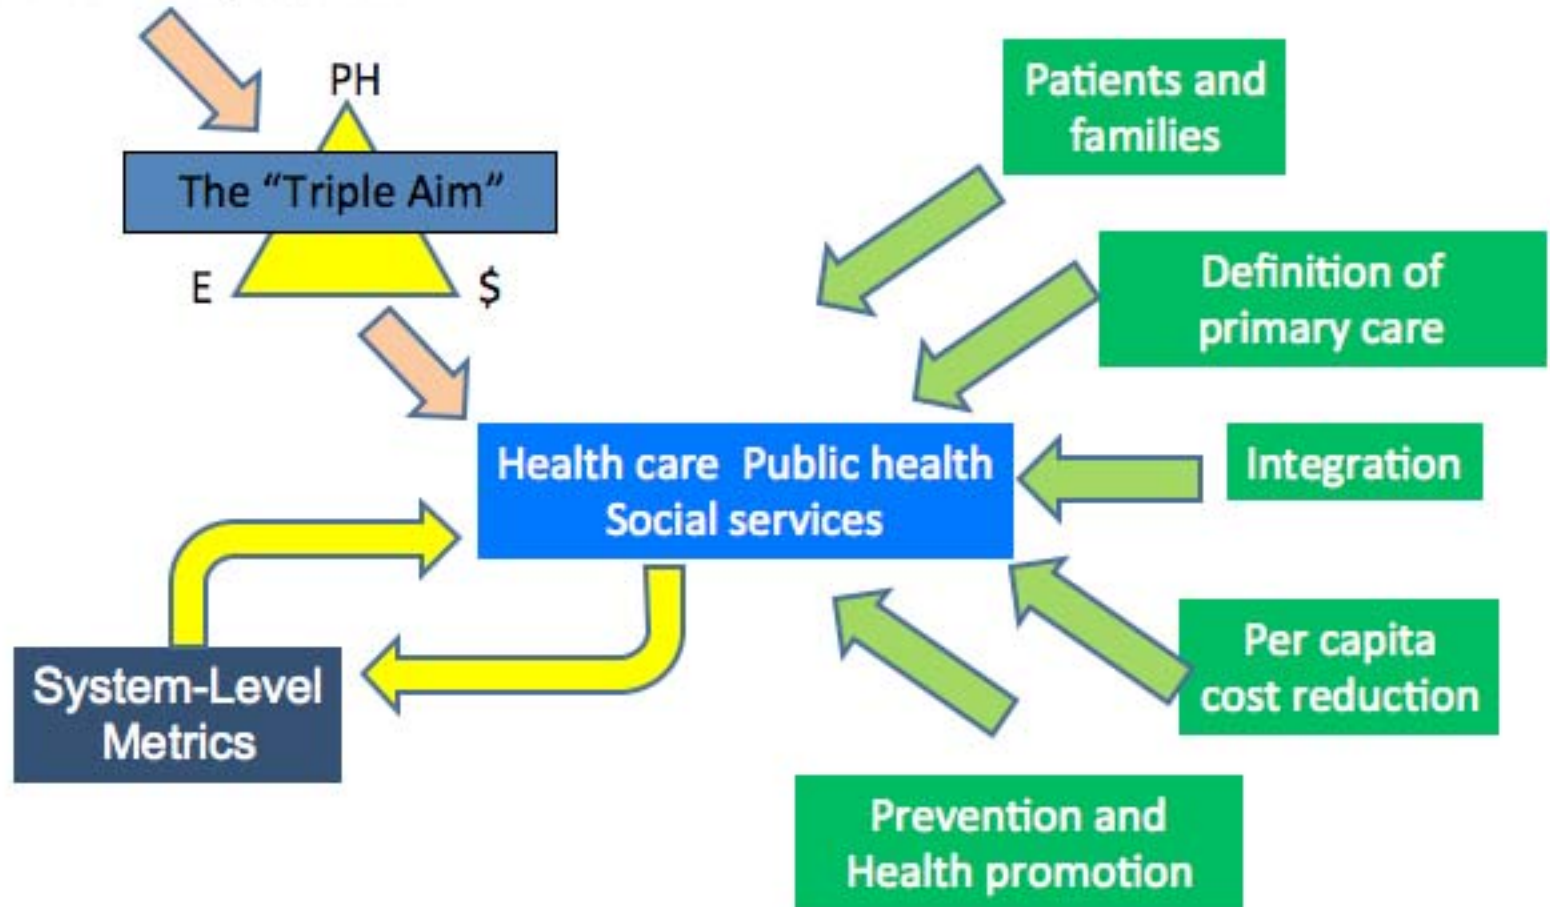 PH
The “Triple Aim”
E
$
Patients and
families
Definition of
primary care
Health care  Public health
Social services
Integration
System-Level
Metrics
Per capita
cost reduction
Prevention and
Health promotion